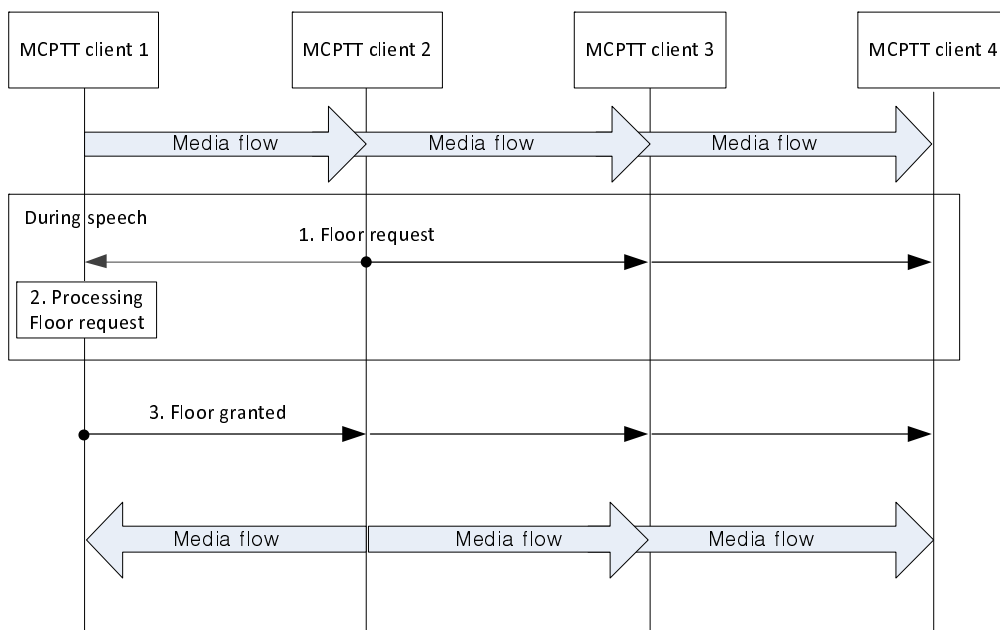 MCPTT client 1
MCPTT client 2
MCPTT client 3
MCPTT client 4
Media flow
Media flow
Media flow
During speech
1. Floor request
2. Processing
Floor request
3. Floor granted
Media flow
Media flow
Media flow